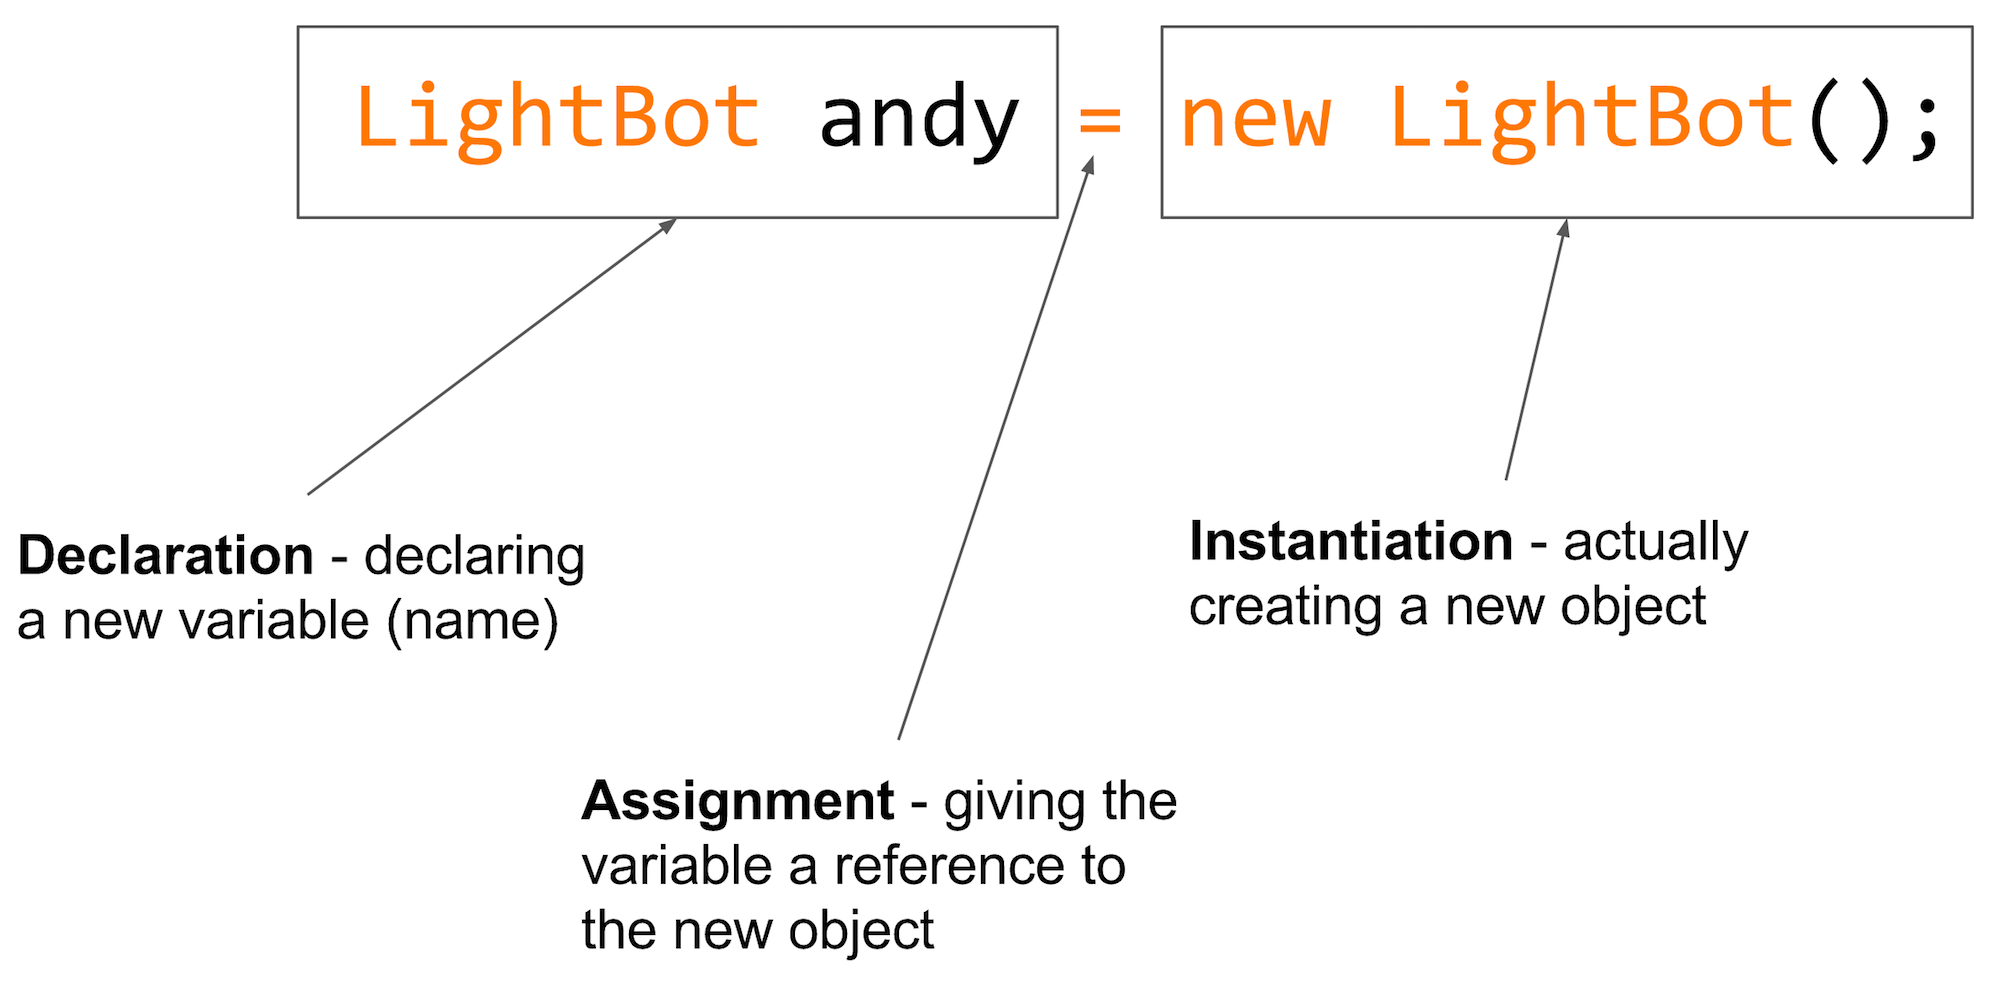 LightBot andy = new LightBot();
Declaration - declaring
a new variable (name)
Instantiation - actually
creating a new object
Assignment - giving the
variable a reference to
the new object